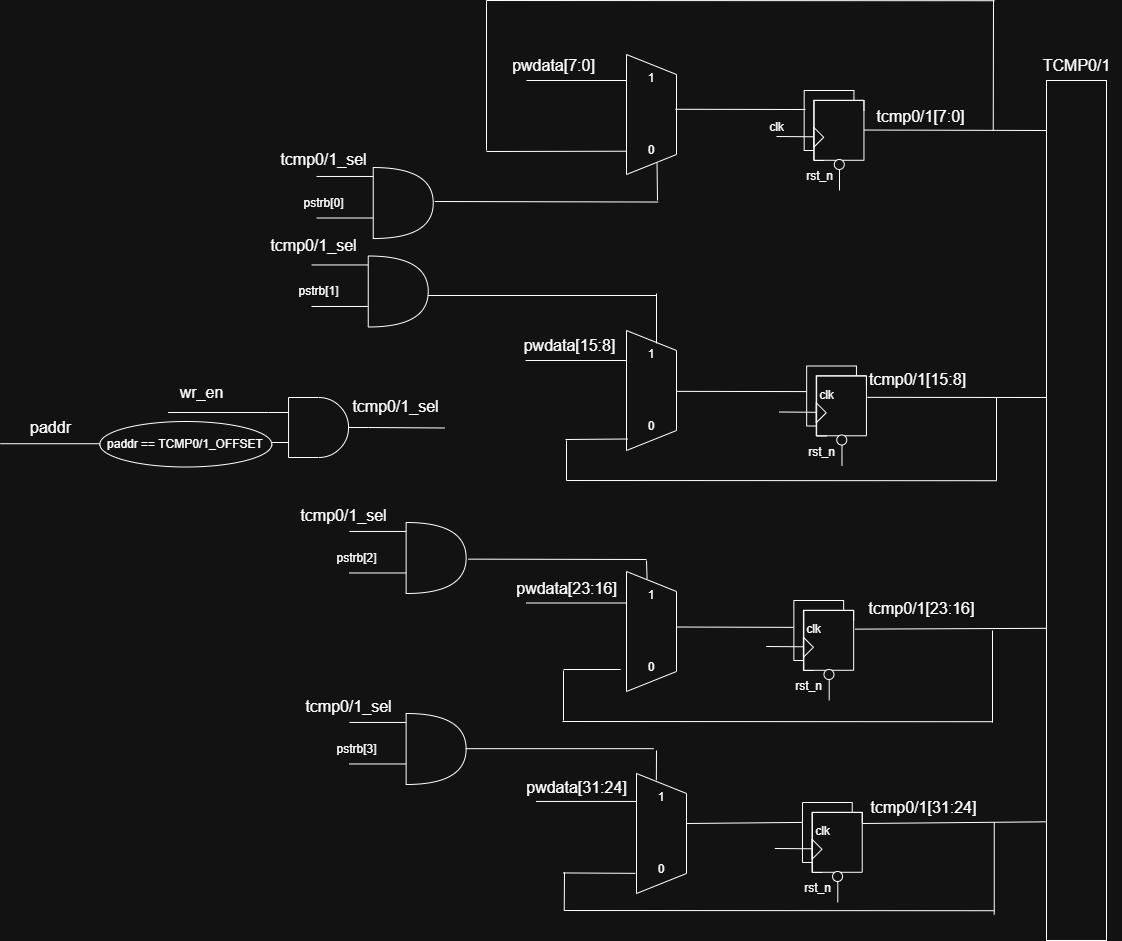 TCMP0/1
pwdata[7:0]
1
tcmp0/1[7:0]
clk
0
tcmp0/1_sel
rst_n
pstrb[0]
tcmp0/1_sel
pstrb[1]
pwdata[15:8]
1
tcmp0/1[15:8]
clk
wr_en
tcmp0/1_sel
0
paddr
paddr == TCMP0/1_OFFSET
rst_n
tcmp0/1_sel
pstrb[2]
pwdata[23:16]
1
tcmp0/1[23:16]
clk
0
rst_n
tcmp0/1_sel
pstrb[3]
pwdata[31:24]
1
tcmp0/1[31:24]
clk
0
rst_n